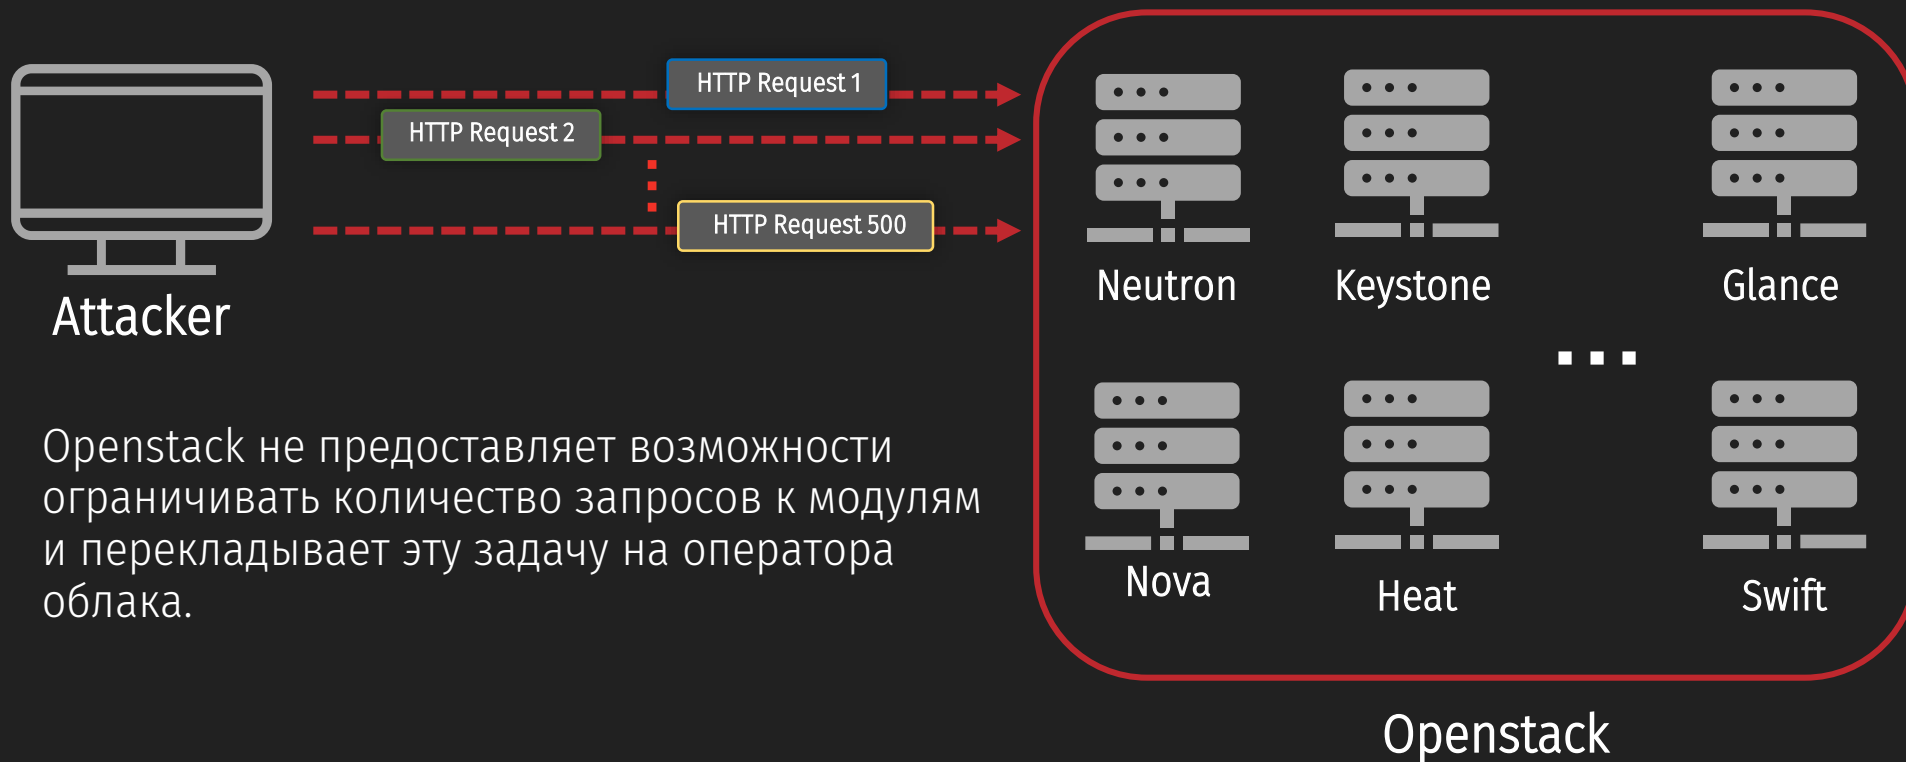 HTTP Request 1
HTTP Request 2
HTTP Request 500
Attacker
Neutron
Keystone
Glance
...
Nova
Heat
Swift
Openstack не предоставляет возможности
ограничивать количество запросов к модулям
и перекладывает эту задачу на оператора
облака.
Openstack